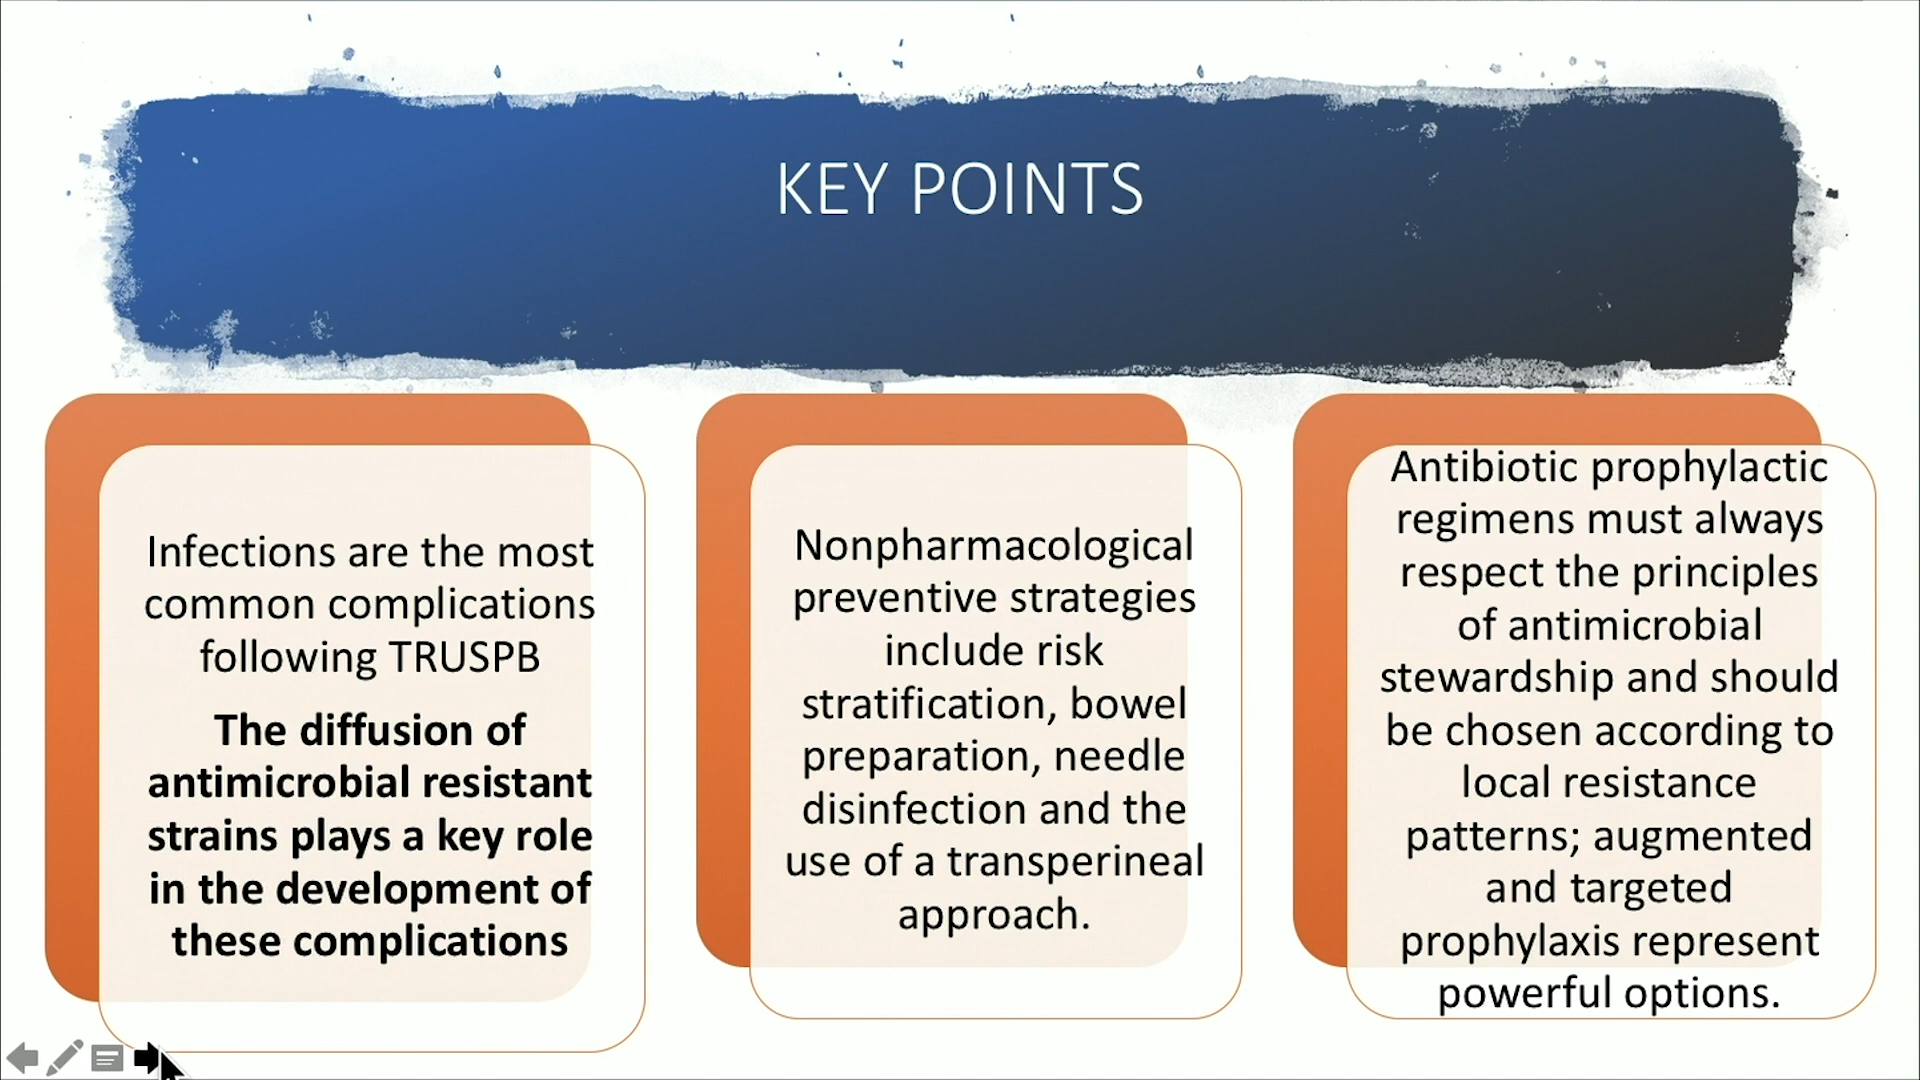 KEY POINTS
Infections are the most
common complications
following TRUSPB
The diffusion of
antimicrobial resistant
strains plays a key role
in the development of
these complications
Nonpharmacological
preventive strategies
include risk
stratification, bowel
preparation, needle
disinfection and the
use of a transperineal
approach.
Antibiotic prophylactic
regimens must always
respect the principles
of antimicrobial
stewardship and should
be chosen according to
local resistance
patterns; augmented
and targeted
prophylaxis represent
powerful options.